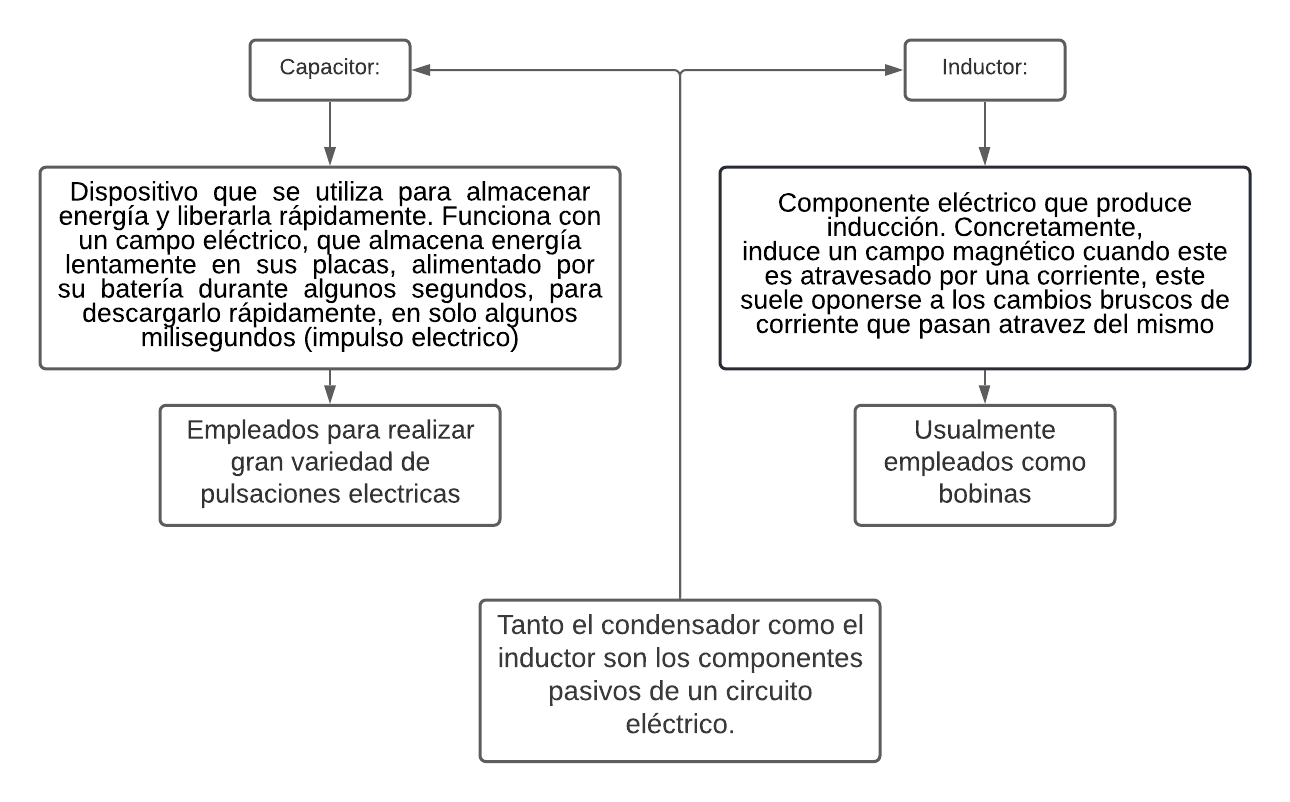 Capacitor:
Inductor:
Dispositivo que se utiliza para almacenar
energía y liberarla rápidamente. Funciona con
un campo eléctrico, que almacena energía
lentamente en sus placas, alimentado por
su batería durante algunos segundos, para
descargarlo rápidamente, en solo algunos
milisegundos (impulso electrico)
Componente eléctrico que produce
inducción. Concretamente,
induce un campo magnético cuando este
es atravesado por una corriente, este
suele oponerse a los cambios bruscos de
corriente que pasan atravez del mismo
Empleados para realizar
gran variedad de
pulsaciones electricas
Usualmente
empleados como
bobinas
Tanto el condensador como el
inductor son los componentes
pasivos de un circuito
eléctrico.